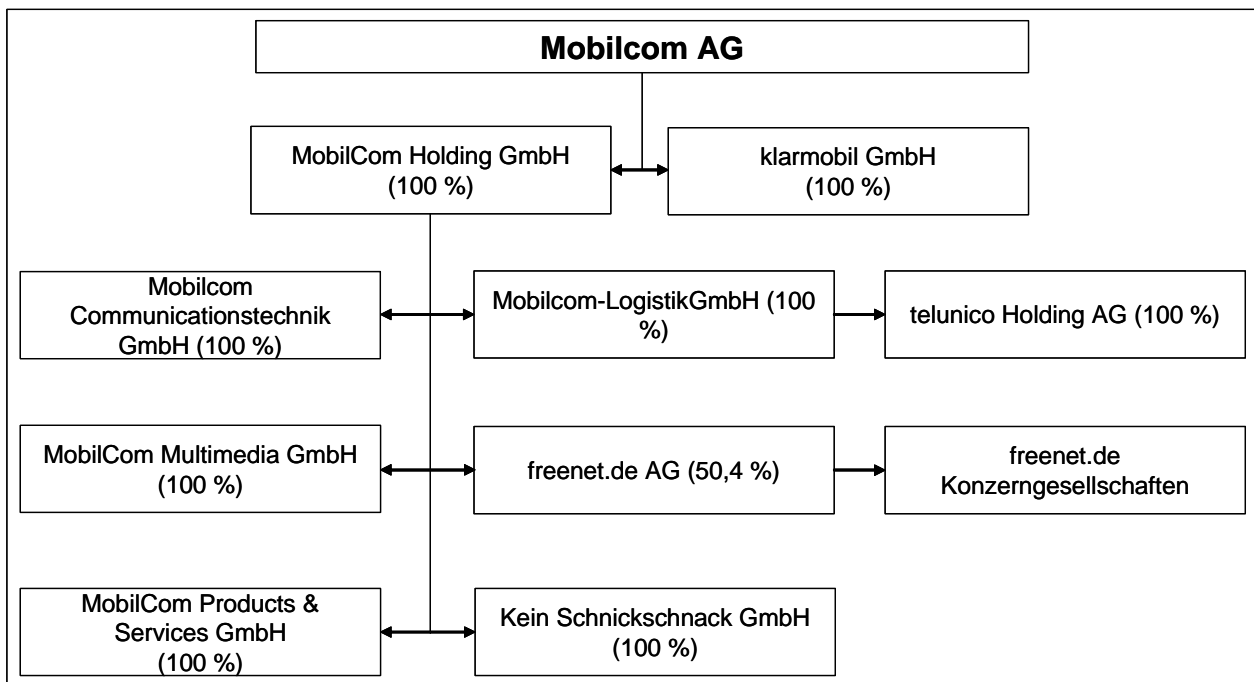 Mobilcom AG
MobilCom Holding GmbH
(100 %)
klarmobil GmbH
(100 %)
Mobilcom
Communicationstechnik
GmbH (100 %)
Mobilcom-LogistikGmbH (100
%)
telunico Holding AG (100 %)
MobilCom Multimedia GmbH
(100 %)
freenet.de AG (50,4 %)
freenet.de
Konzerngesellschaften
MobilCom Products &
Services GmbH
(100 %)
Kein Schnickschnack GmbH
(100 %)